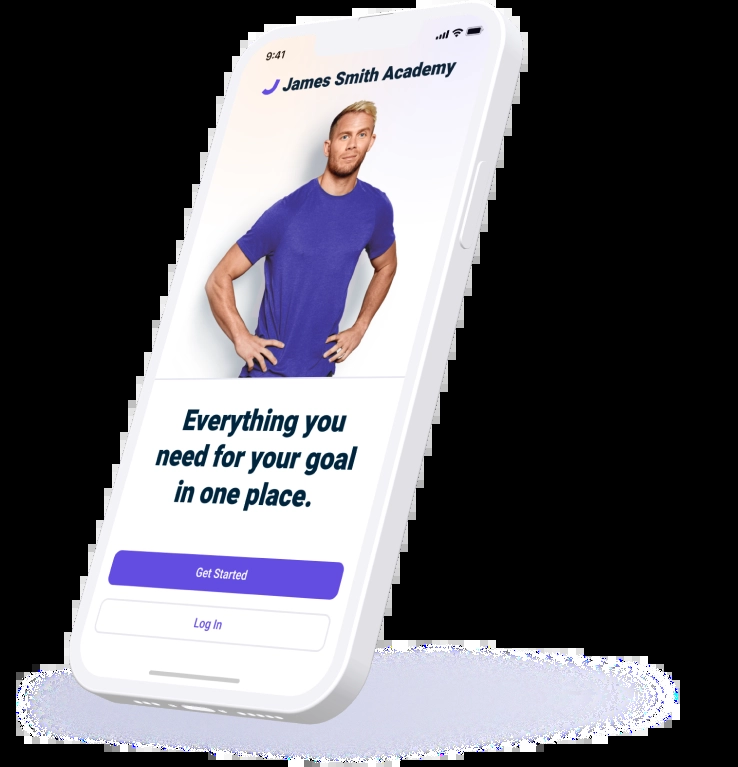 9:41
James Smith Academy
Everything you
need for your goal
in one place.
Get Started
Log In